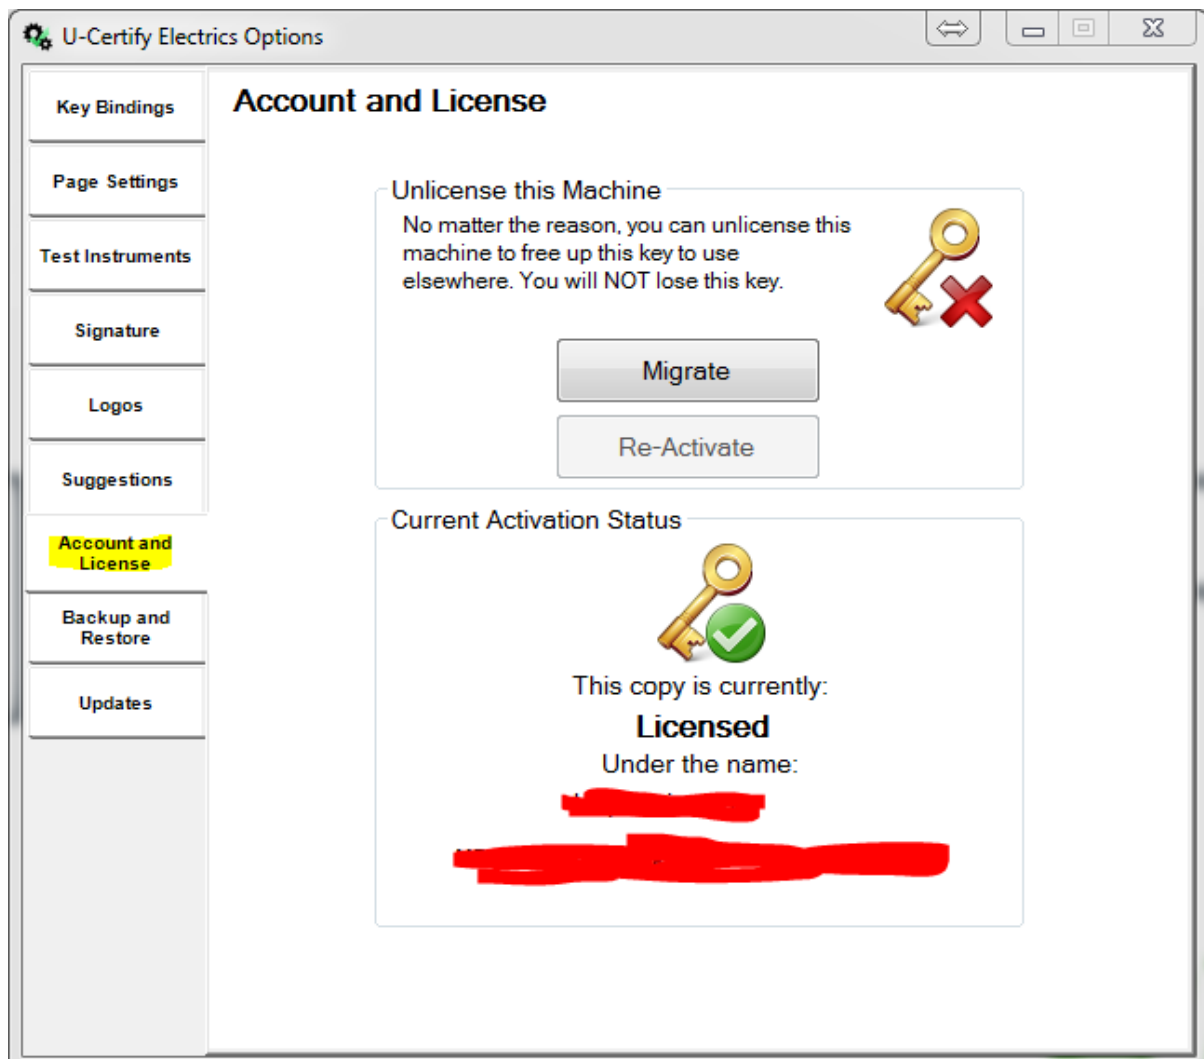 U-Certify Electrics Options
Key Bindings
Page Settings
Test Instruments
Signature
Logos
Suggestions
Account and
License
Backup and
Restore
Updates
Account and License
Unlicense this Machine
No matter the reason, you can unlicense this
machine to free up this key to use
elsewhere. You will NOT lose this key.
Migrate
Re-Activate
Current Activation Status
This copy is currently:
Licensed
Under the name: